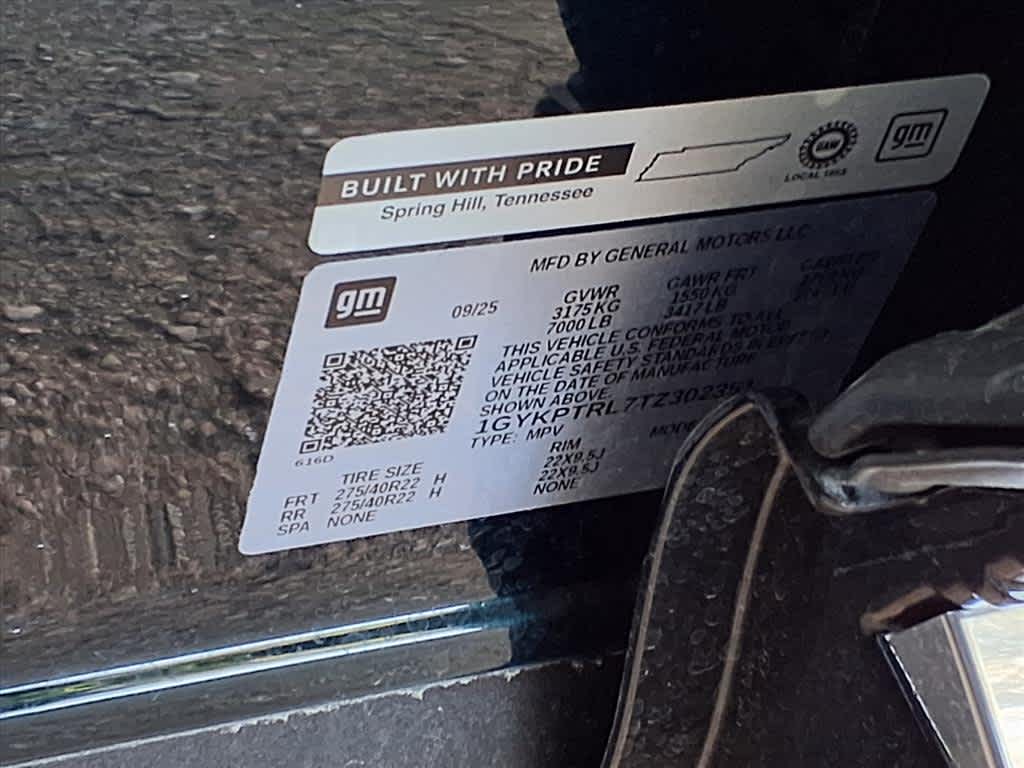 BUILT WITH PRIDE
Spring Hill, Tennessee
UAW
LOCAL 1853
gm
MFD BY GENERAL MOTORS LLC
gm
09/25
GVWR
3175KG
7000LB
GAWR FRT
1550KG
3417LB
THIS VEHICLE CONFORMS TO ALL
APPLICABLE U.S. FEDERAL MOTOR
VEHICLE SAFETY STANDARDS IN EFFECT
ON THE DATE OF MANUFACTURE
SHOWN ABOVE.
TYPE: MPV
616D
TIRE SIZE
RIM
FRT 275/40R22 H 22X9.5J
RR 275/40R22 H 22X9.5J
SPA NONE NONE